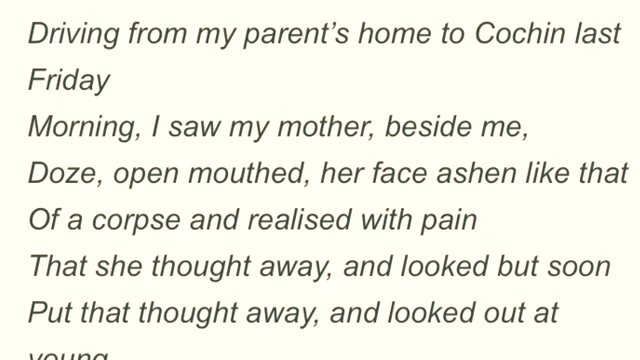 Driving from my parent’s home to Cochin last
Friday
Morning, I saw my mother, beside me,
Doze, open mouthed, her face ashen like that
Of a corpse and realised with pain
That she thought away, and looked but soon
Put that thought away, and looked out at
young